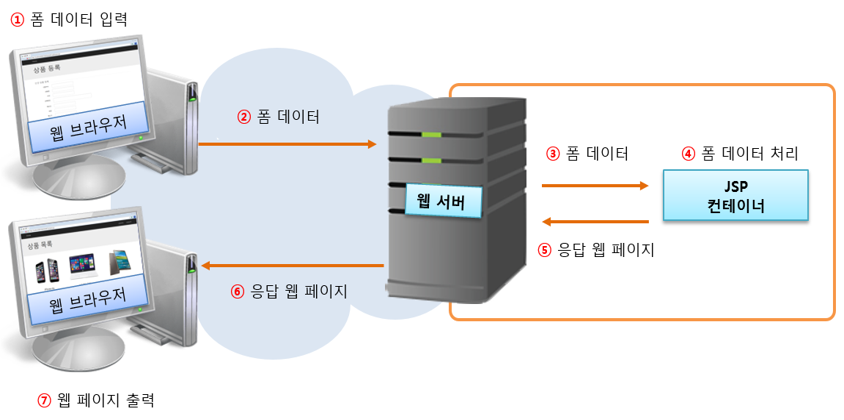 ① 폼 데이터 입력
상품 등록
웹 브라우저
② 폼 데이터
웹 서버
③ 폼 데이터
④ 폼 데이터 처리
JSP
컨테이너
⑤ 응답 웹 페이지
상품 목록
웹 브라우저
⑥ 응답 웹 페이지
⑦ 웹 페이지 출력